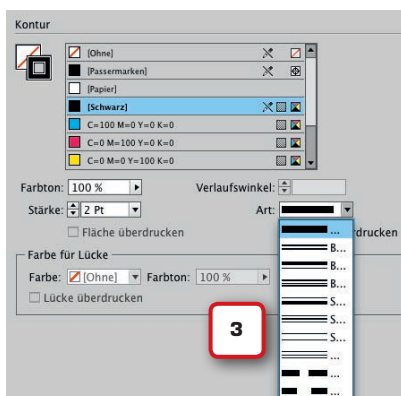 Kontur
[Ohne]
[Passermarken]
[Papier]
[Schwarz]
C=100 M=0 Y=0 K=0
C=0 M=100 Y=0 K=0
C=0 M=0 Y=100 K=0
Farbton: 100 % Verlaufswinkel:
Stärke: 2 Pt Art:
...
Fläche überdrucken drucken
B...
B...
B...
S...
S...
S...
...
...
...
Farbe für Lücke
Farbe: [Ohne] Farbton: 100 %
Lücke überdrucken
3